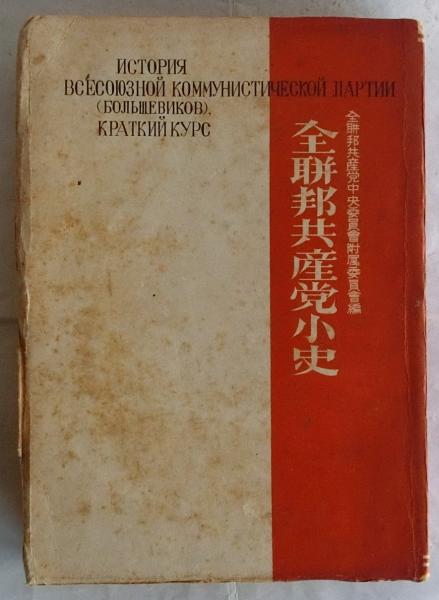 ИСТОРИЯ
ВСЕСОЮЗНОЙ КОММУНИСТИЧЕСКОЙ ПАРТИИ
(БОЛЬШЕВИКОВ).
КРАТКИЙ КУРС
全聯邦共産党中央委員會附属委員會編
全聯邦共産党小史